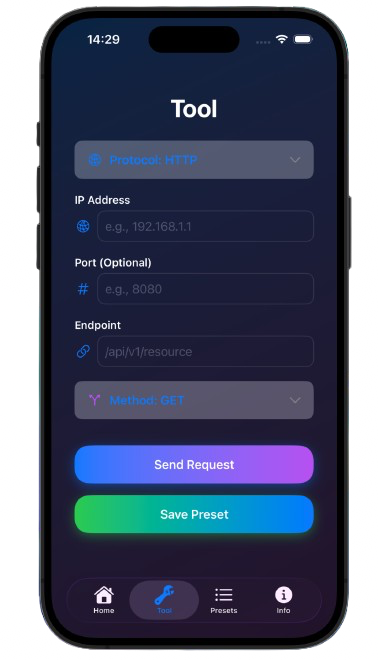 14:29
Tool
Protocol: HTTP
IP Address
e.g., 192.168.1.1
Port (Optional)
# e.g., 8080
Endpoint
/api/v1/resource
Method: GET
Send Request
Save Preset
Home Tool Presets Info